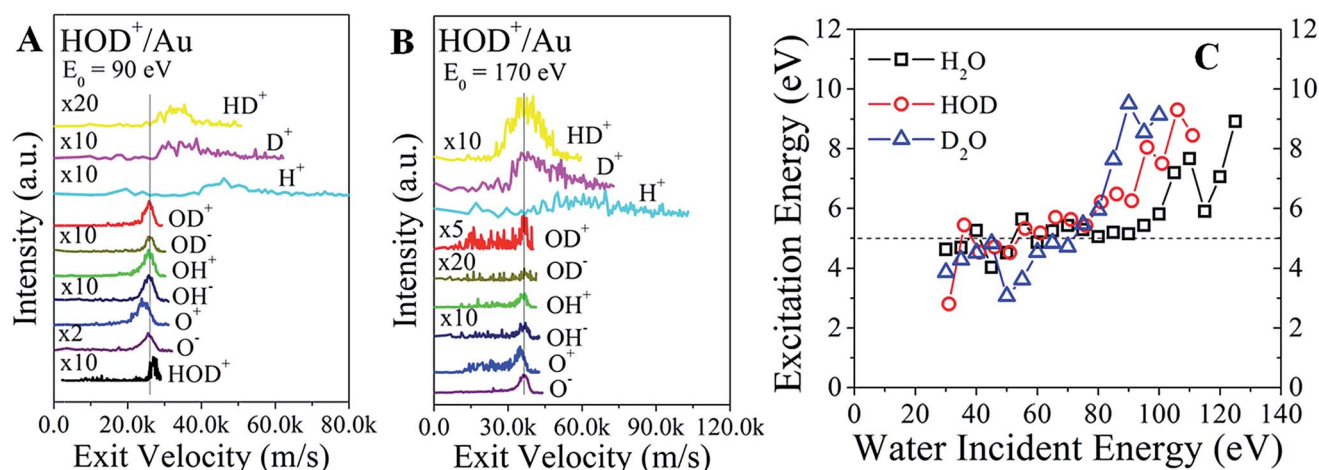 A
HOD+/Au
E0 = 90 eV
x20
HD+
x10
D+
x10
H+
OD+
x10
OD-
OH+
x10
OH-
O+
x2
O-
x10
HOD+
Intensity (a.u.)
0.0
20.0k
40.0k
60.0k
80.0k
Exit Velocity (m/s)
B
HOD+/Au
E0 = 170 eV
x10
HD+
D+
H+
x5
OD+
x20
OD-
OH+
x10
OH-
O+
O-
Intensity (a.u.)
0.0
30.0k
60.0k
90.0k
120.0k
Exit Velocity (m/s)
C
H2O
HOD
D2O
Excitation Energy (eV)
12
10
8
6
4
2
0
12
10
8
6
4
2
0
0
20
40
60
80
100
120
140
Water Incident Energy (eV)